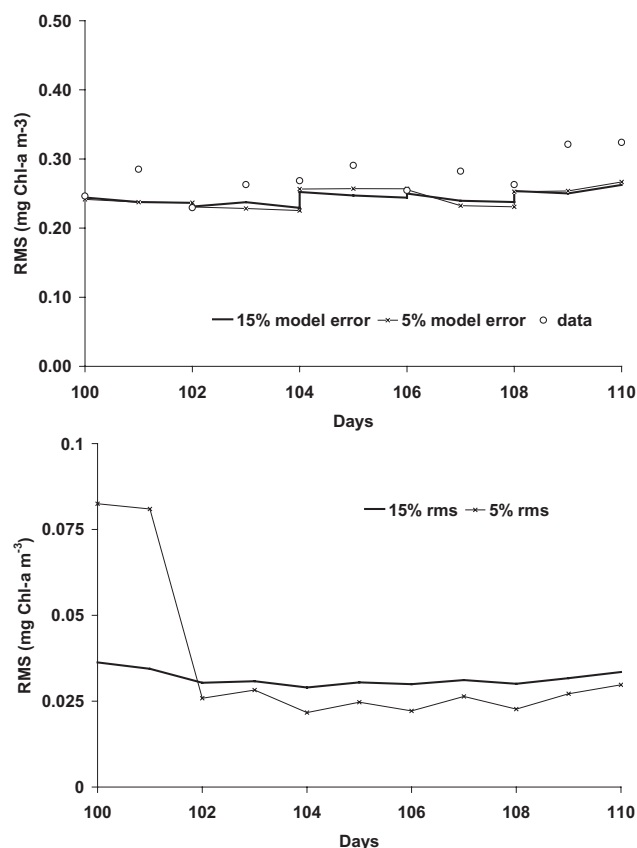 0.50
0.40
0.30
0.20
0.10
0.00
RMS (mg Chl-a m-3)
15% model error 5% model error data
100 102 104 106 108 110
Days
0.1
0.075
0.05
0.025
0
RMS (mg Chl-a m-3)
15% rms 5% rms
100 102 104 106 108 110
Days